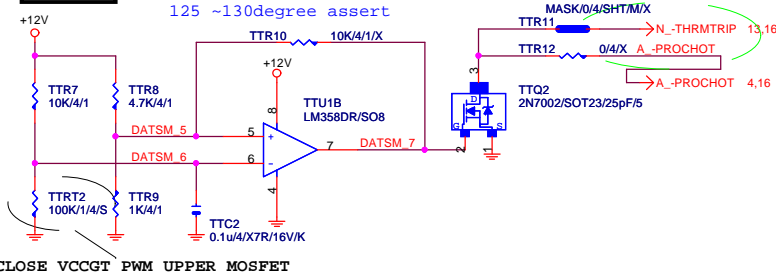 125 ~130degree assert
MASK/0/4/SHT/M/X
+12V
TTR11
N_-THRMTRIP 13,16
TTR10 10K/4/1/X
TTR12 0/4/X A_-PROCHOT
+12V
A_-PROCHOT 4,16
TTR7
10K/4/1
TTR8
4.7K/4/1
3
TTQ2
2N7002/SOT23/25pF/5
TTU1B
LM358DR/SO8
8
D
G
S
DATSM_5
5
+
7
DATSM_7
2
1
DATSM_6
6
-
4
TTRT2
100K/1/4/S
TTR9
1K/4/1
TTC2
0.1u/4/X7R/16V/K
CLOSE VCCGT PWM UPPER MOSFET